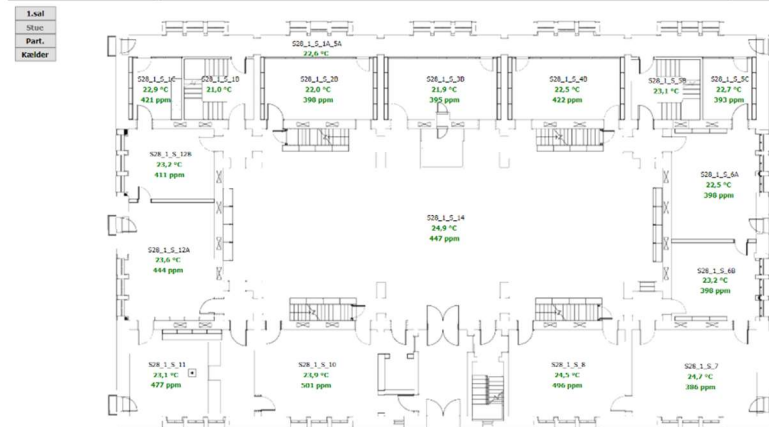 1.sal
Stue
Part.
Kælder
S28_1_S_1A_5A
22,6 °C
S28_1_S_1C
22,9 °C
421 ppm
S28_1_S_1D
21,0 °C
S28_1_S_2D
22,0 °C
390 ppm
S28_1_S_3D
21,9 °C
395 ppm
S28_1_S_4D
22,5 °C
422 ppm
S28_1_S_5B
23,1 °C
S28_1_S_5C
22,7 °C
393 ppm
S28_1_S_12B
23,2 °C
411 ppm
S28_1_S_6A
22,5 °C
398 ppm
S28_1_S_14
24,9 °C
447 ppm
S28_1_S_12A
23,6 °C
444 ppm
S28_1_S_6B
23,2 °C
398 ppm
S28_1_S_11
23,1 °C
477 ppm
S28_1_S_10
23,9 °C
501 ppm
S28_1_S_8
24,5 °C
496 ppm
S28_1_S_7
24,7 °C
386 ppm